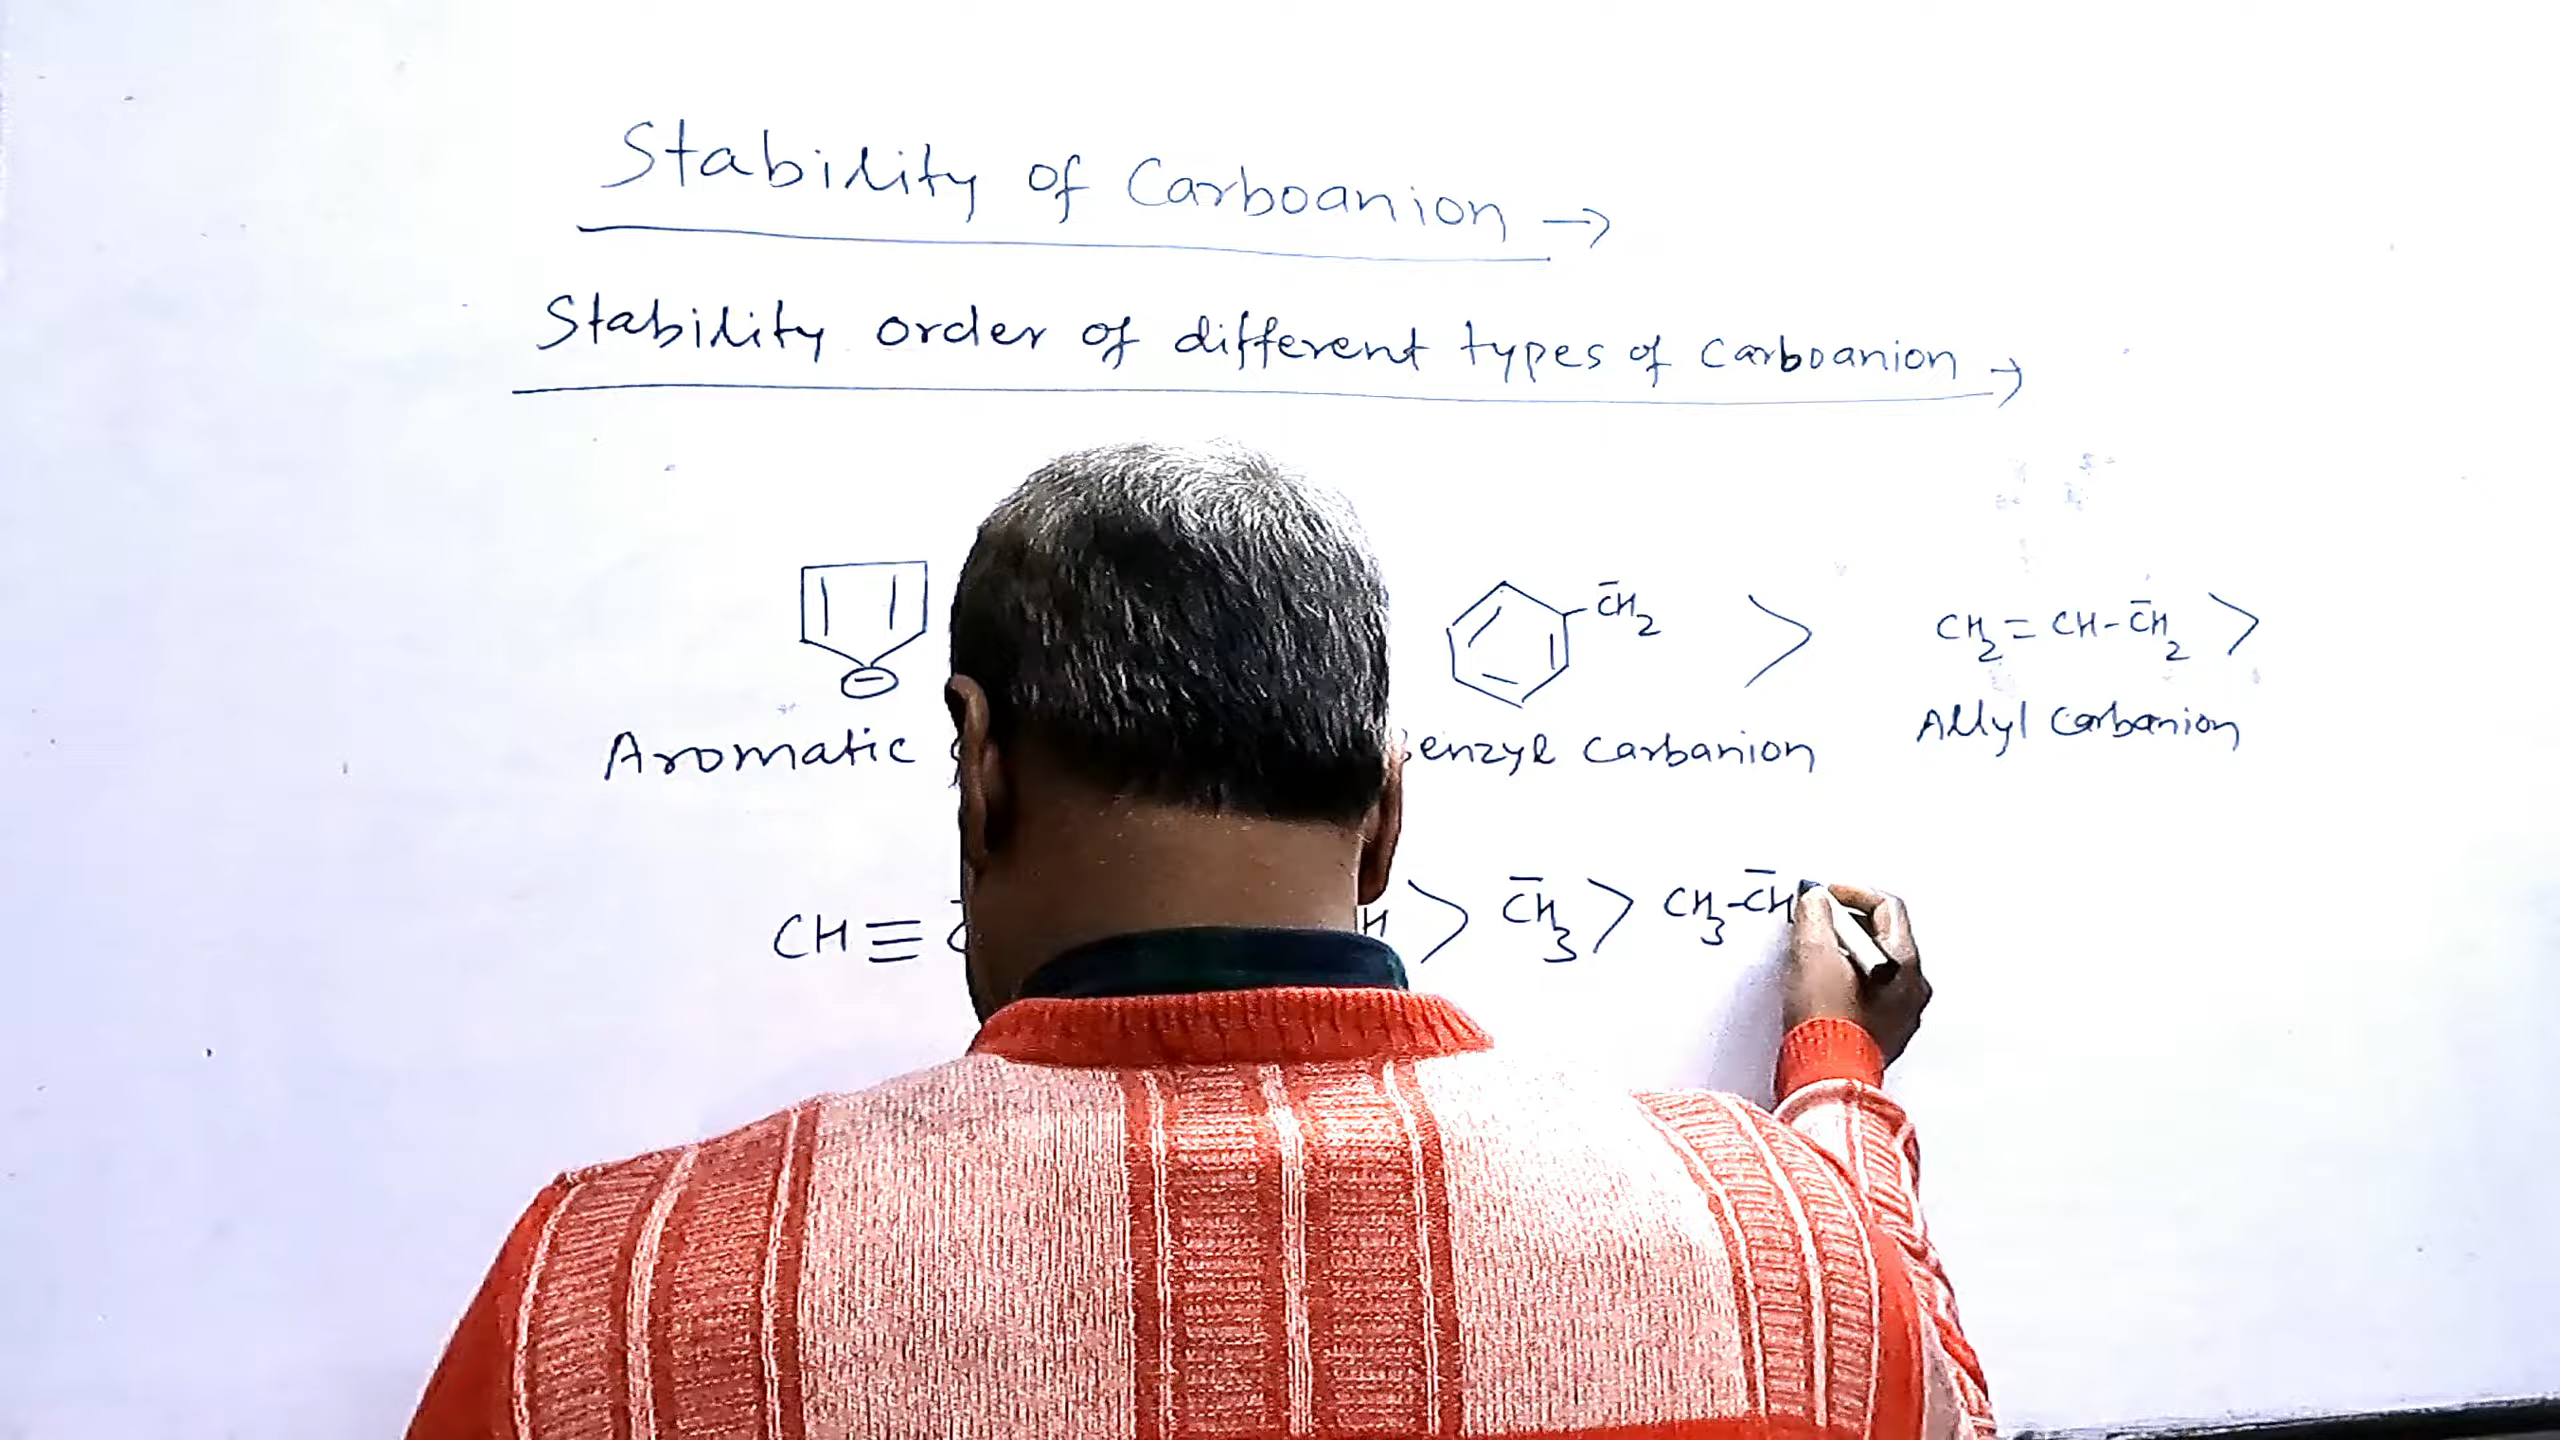 Stability of Carboanion →
Stability order of different types of carboanion →
C̄H₂ > CH₂ = CH - C̄H₂ >
Aromatic enzyl carbanion Allyl carbanion
CH ≡ H > C̄H₃ > CH₃-C̄H